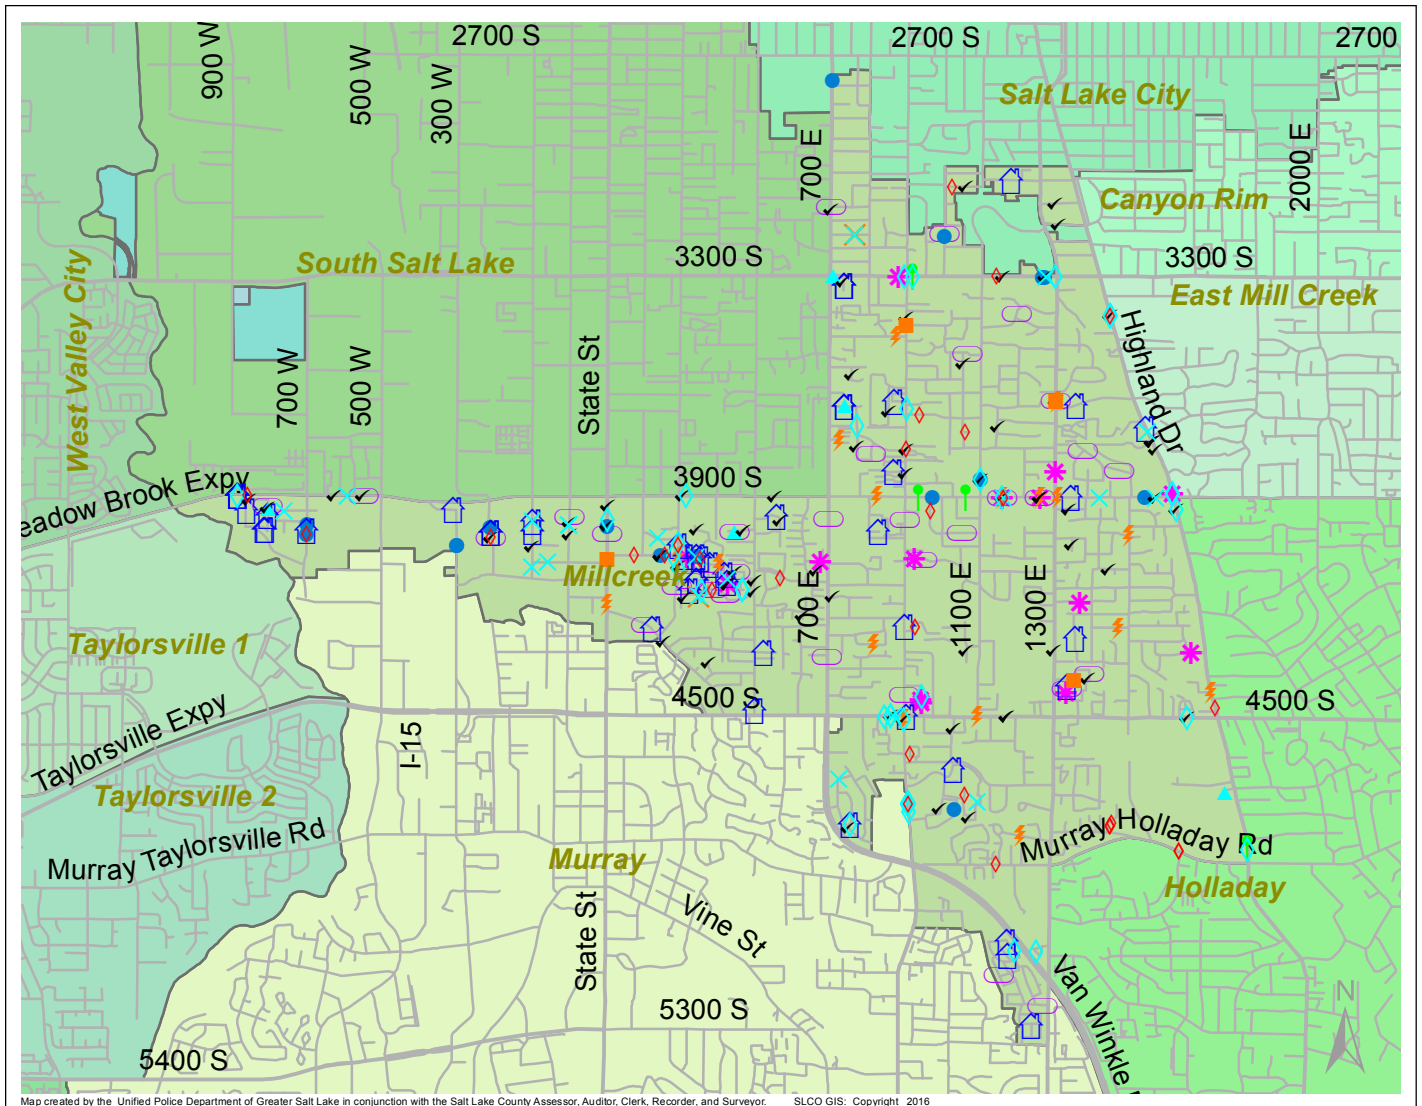 2700 S
2700 S
2700
900 W
500 W
300 W
Salt Lake City
700 E
2000 E
Canyon Rim
3300 S
3300 S
South Salt Lake
West Valley City
East Mill Creek
Highland Dr
700 W
500 W
State St
3900 S
eadow Brook Expy
Millcreek
700 E
1100 E
1300 E
Taylorsville 1
4500 S
4500 S
Taylorsville Expy
I-15
Taylorsville 2
Murray Taylorsville Rd
Murray Holladay Rd
Murray
Holladay
State St
Vine St
Van Winkle
N
5300 S
5400 S
Map created by the Unified Police Department of Greater Salt Lake in conjunction with the Salt Lake County Assessor, Auditor, Clerk, Recorder, and Surveyor. SLCO GIS: Copyright 2016